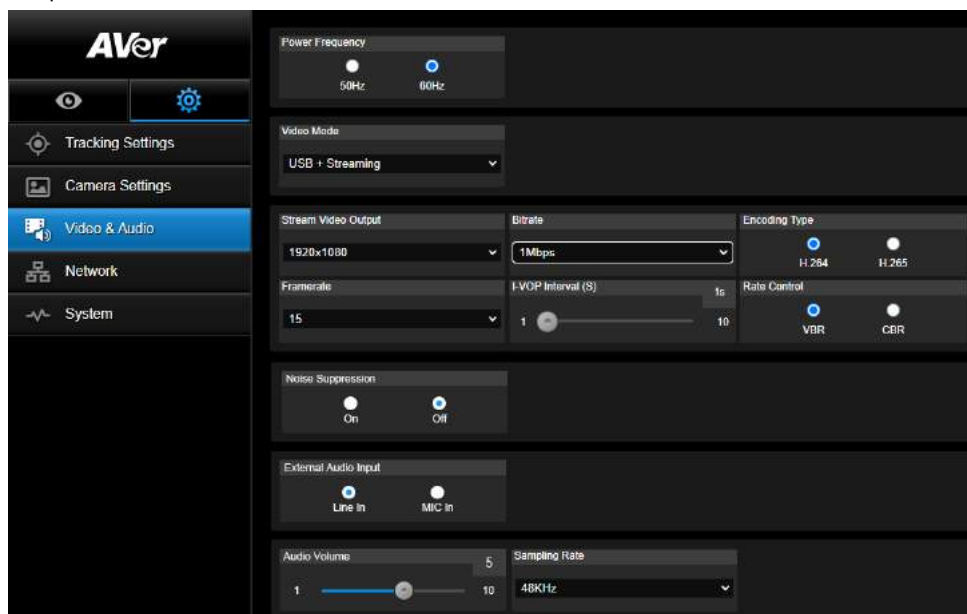 AVer
Tracking Settings
Camera Settings
Video & Audio
Network
System
Power Frequency
50Hz 60Hz
Video Mode
USB + Streaming
Stream Video Output Bitrate Encoding Type
1920x1080 1Mbps H.264 H.265
Framerate I-VOP Interval (S) 1s Rate Control
15 1 10 VBR CBR
Noise Suppression
On Off
External Audio Input
Line In MIC In
Audio Volume 5 Sampling Rate
1 10 48KHz